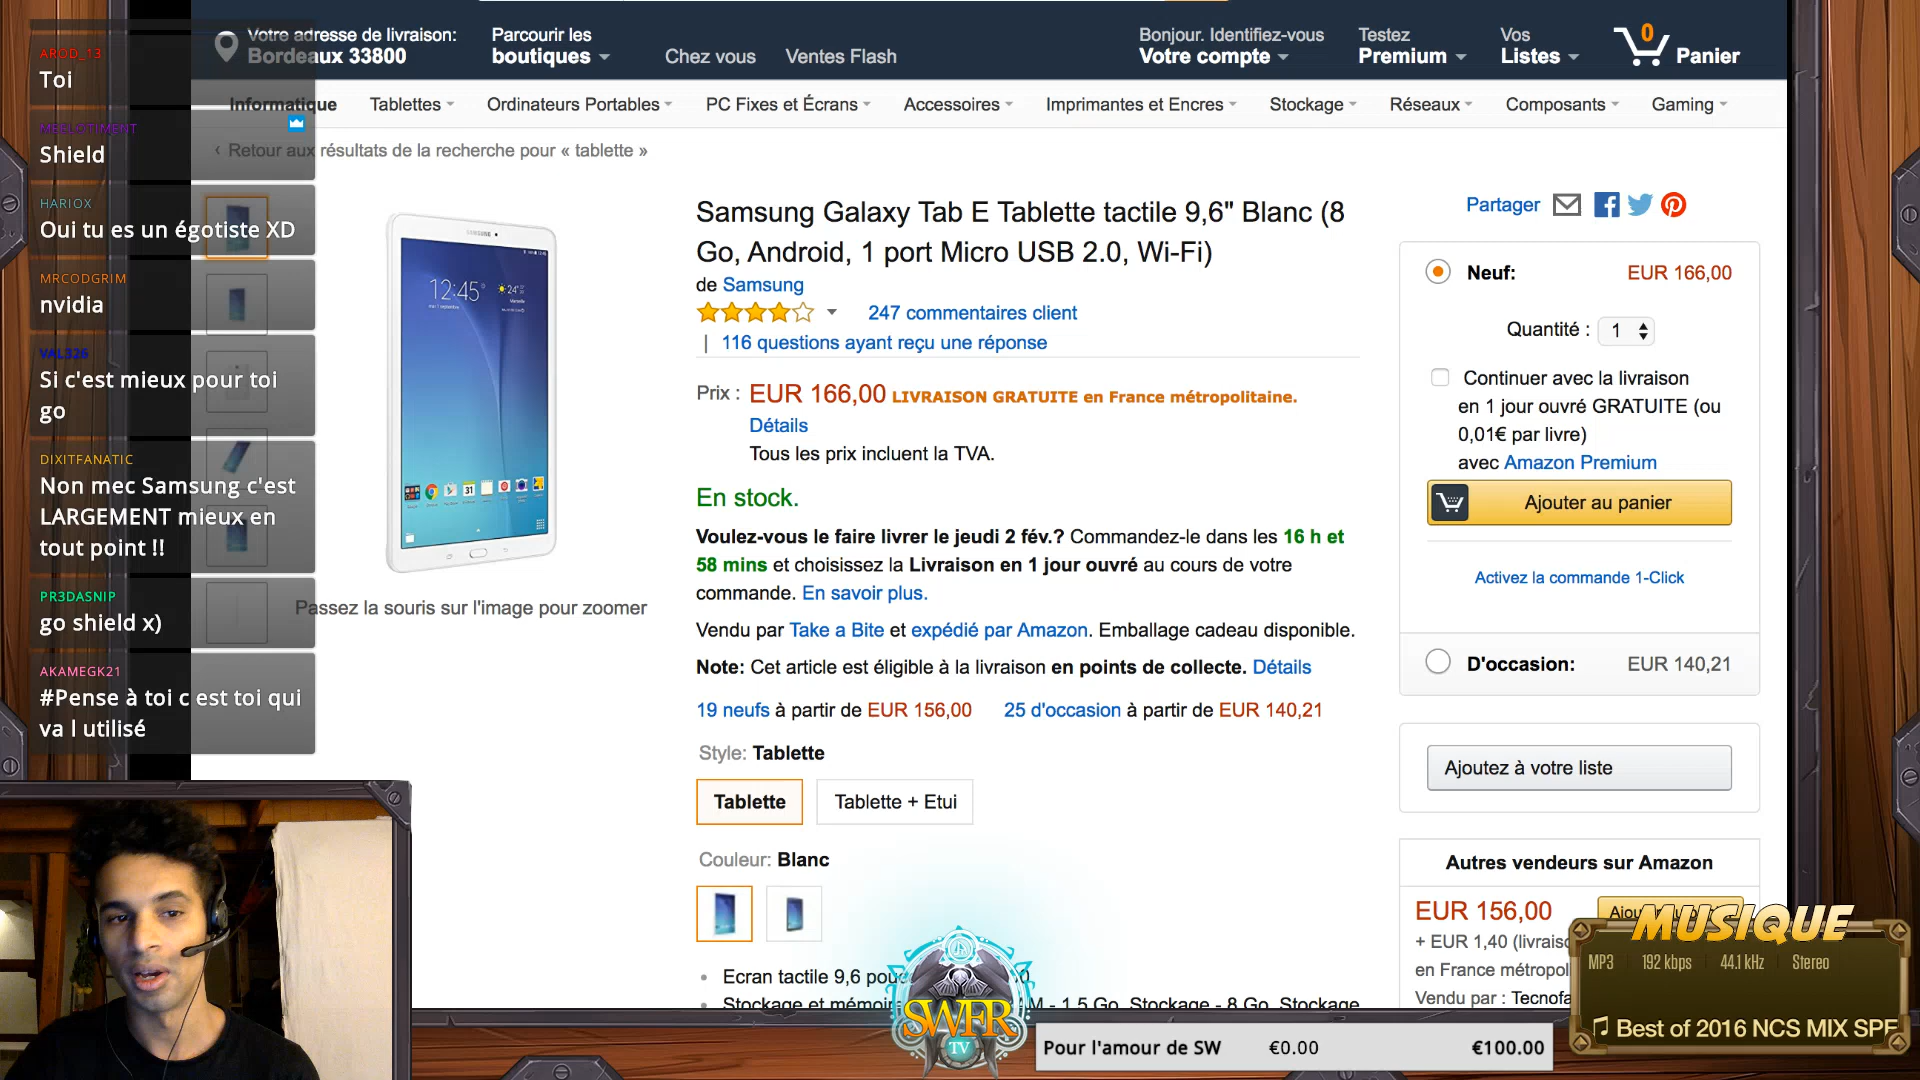 Votre adresse de livraison:
Bordeaux 33800
Parcourir les
boutiques
Chez vous
Ventes Flash
Bonjour. Identifiez-vous
Votre compte
Testez
Premium
Vos
Listes
0
Panier
Informatique
Tablettes
Ordinateurs Portables
PC Fixes et Écrans
Accessoires
Imprimantes et Encres
Stockage
Réseaux
Composants
Gaming
‹ Retour aux résultats de la recherche pour « tablette »
AROD_13
Toi
Shield
HARIOX
Oui tu es un égotiste XD
MRCODGRIM
nvidia
VAL326
Si c'est mieux pour toi
go
DIXITFANATIC
Non mec Samsung c'est
LARGEMENT mieux en
tout point !!
PR3DASNIP
go shield x)
AKAMEGK21
#Pense à toi c est toi qui
va l utilisé
SAMSUNG
12:45
24°
31
Passez la souris sur l'image pour zoomer
Samsung Galaxy Tab E Tablette tactile 9,6" Blanc (8
Go, Android, 1 port Micro USB 2.0, Wi-Fi)
de Samsung
247 commentaires client
| 116 questions ayant reçu une réponse
Prix : EUR 166,00 LIVRAISON GRATUITE en France métropolitaine.
Détails
Tous les prix incluent la TVA.
En stock.
Voulez-vous le faire livrer le jeudi 2 fév.? Commandez-le dans les 16 h et
58 mins et choisissez la Livraison en 1 jour ouvré au cours de votre
commande. En savoir plus.
Vendu par Take a Bite et expédié par Amazon. Emballage cadeau disponible.
Note: Cet article est éligible à la livraison en points de collecte. Détails
19 neufs à partir de EUR 156,00 25 d'occasion à partir de EUR 140,21
Style: Tablette
Tablette
Tablette + Etui
Couleur: Blanc
• Ecran tactile 9,6
• Stockage et 1,5 Go, Stockage - 8 Go, Stockage
Partager
Neuf: EUR 166,00
Quantité : 1
Continuer avec la livraison
en 1 jour ouvré GRATUITE (ou
0,01€ par livre)
avec Amazon Premium
Ajouter au panier
Activez la commande 1-Click
D'occasion: EUR 140,21
Ajoutez à votre liste
Autres vendeurs sur Amazon
EUR 156,00
+ EUR 1,40
en France
Vendu par :
MUSIQUE
MP3 192 kbps 44.1 kHz Stereo
Best of 2016 NCS MIX SPE
SWFR
TV
Pour l'amour de SW €0.00 €100.00